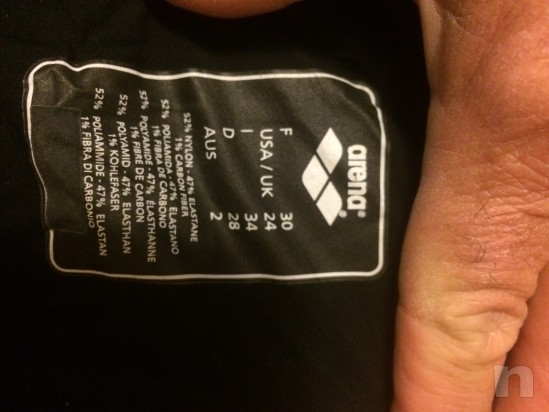 arena®
®
F 30
USA / UK 24
I 34
D 28
AUS 2
52% NYLON - 47% ELASTANE
1% CARBON FIBER
52% POLIAMIDA - 47% ELASTANO
1% FIBRA DE CARBONO
52% POLYAMIDE - 47% ELASTHANNE
1% FIBRE DE CARBON
52% POLYAMID - 47% ELASTHAN
1% KOHLEFASER
52% POLIAMMIDE - 47% ELASTAN
1% FIBRA DI CARBONIO
n